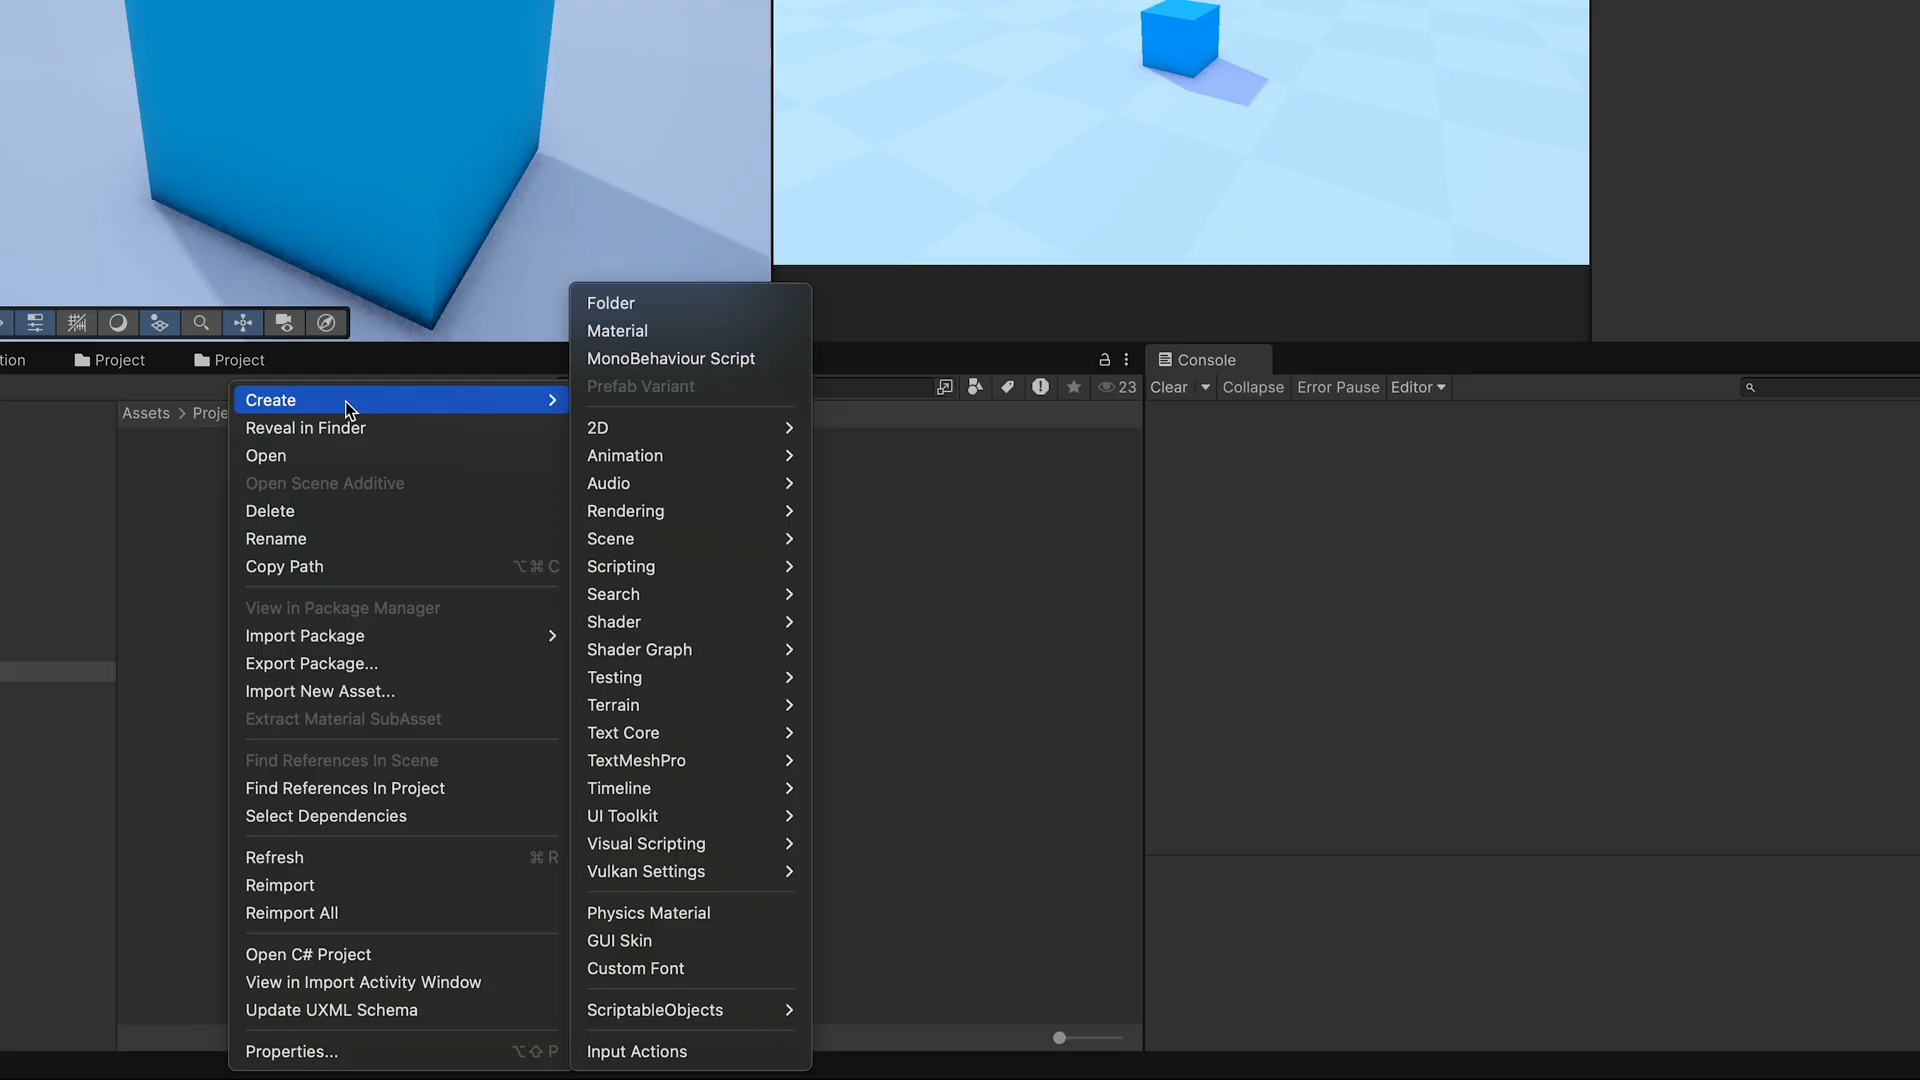 tion
Project
Project
Console
23
Clear
Collapse
Error Pause
Editor
Assets > Proje
Create
Reveal in Finder
Open
Open Scene Additive
Delete
Rename
Copy Path ⌥⌘C
View in Package Manager
Import Package
Export Package...
Import New Asset...
Extract Material SubAsset
Find References In Scene
Find References In Project
Select Dependencies
Refresh ⌘R
Reimport
Reimport All
Open C# Project
View in Import Activity Window
Update UXML Schema
Properties... ⌥⇧P
Folder
Material
MonoBehaviour Script
Prefab Variant
2D
Animation
Audio
Rendering
Scene
Scripting
Search
Shader
Shader Graph
Testing
Terrain
Text Core
TextMeshPro
Timeline
UI Toolkit
Visual Scripting
Vulkan Settings
Physics Material
GUI Skin
Custom Font
ScriptableObjects
Input Actions